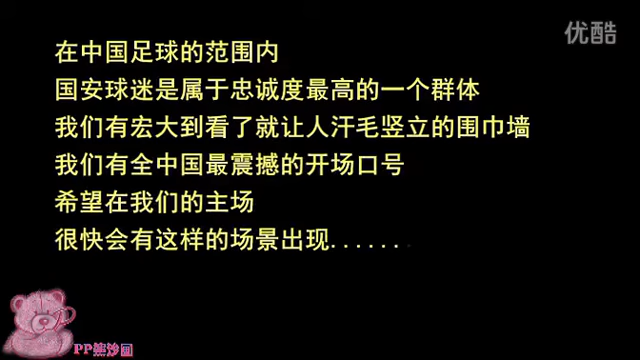 优酷
在中国足球的范围内
国安球迷是属于忠诚度最高的一个群体
我们有宏大到看了就让人汗毛竖立的围巾墙
我们有全中国最震撼的开场口号
希望在我们的主场
很快会有这样的场景出现.......
PP熊沙画